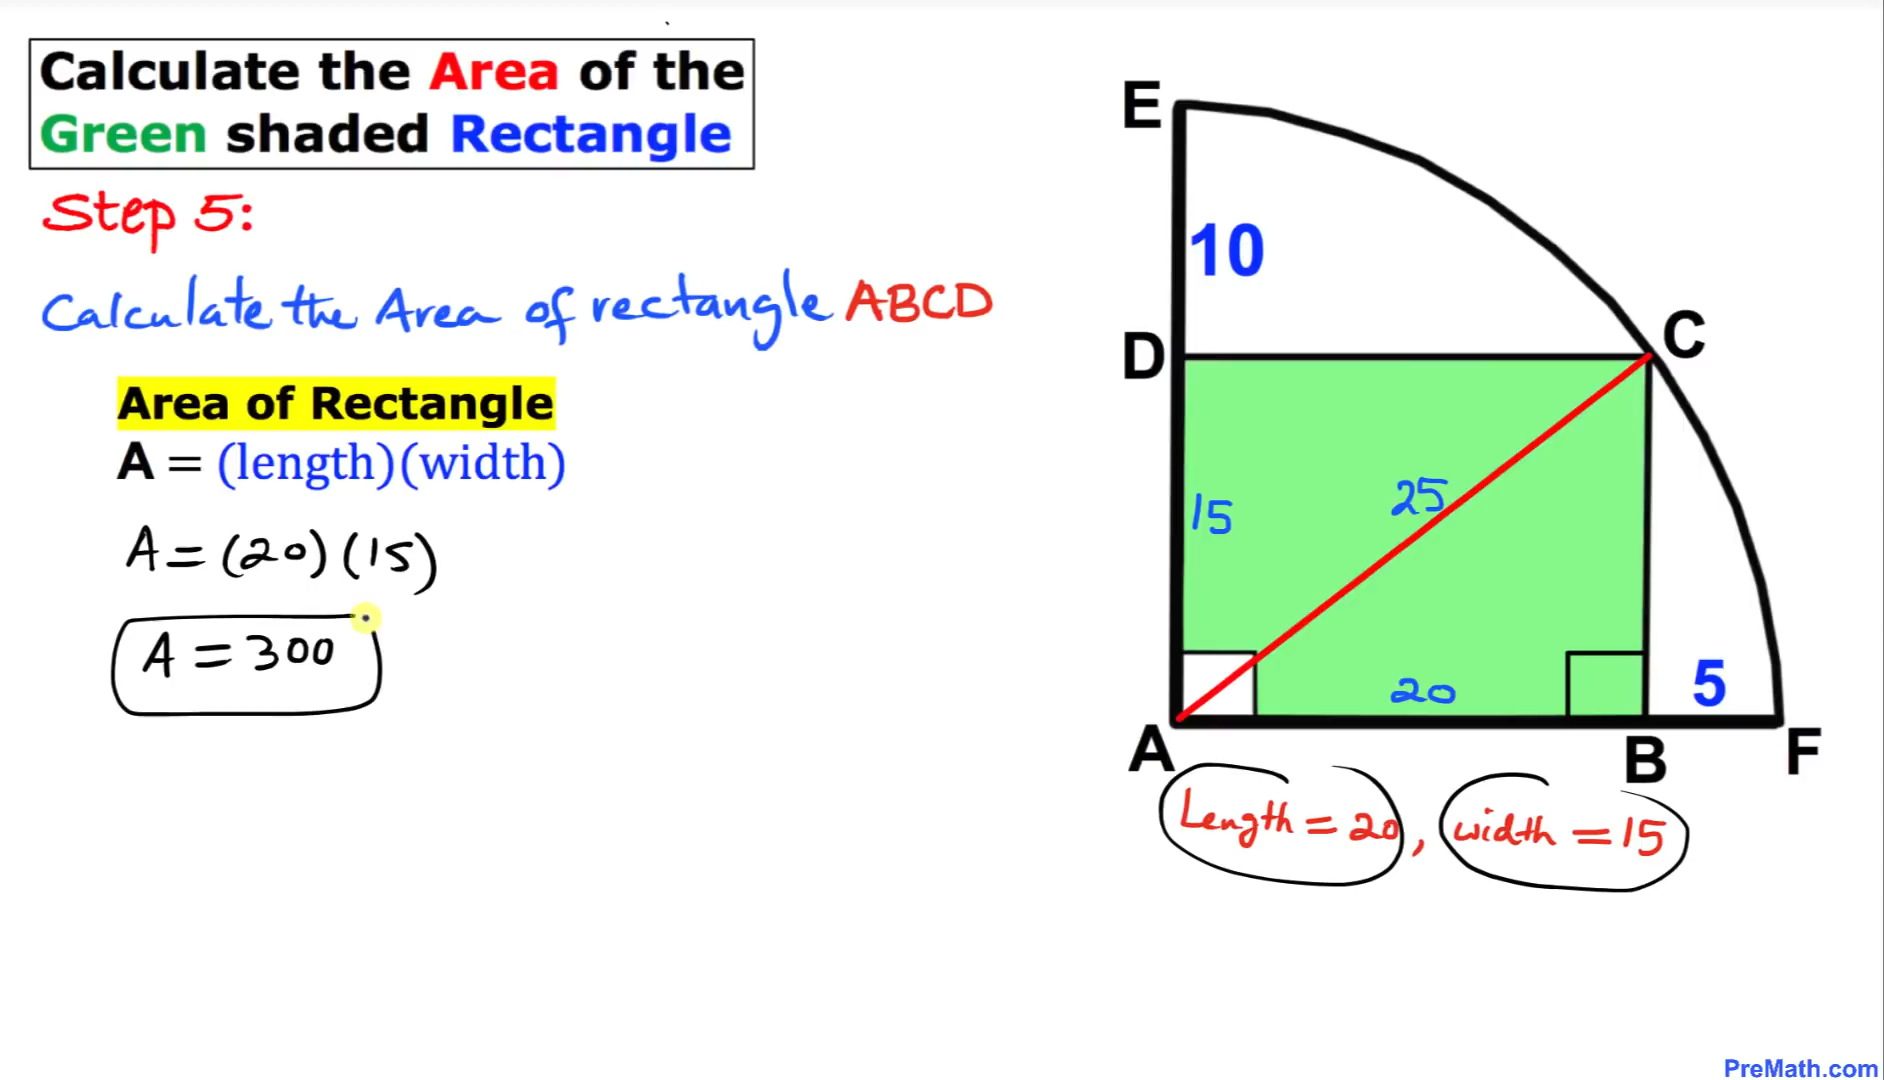 Calculate the Area of the
Green shaded Rectangle
Step 5:
Calculate the Area of rectangle ABCD
Area of Rectangle
A = (length)(width)
A = (20)(15)
A = 300
E
10
D
C
15
25
20
5
A
B
F
Length = 20, width = 15
PreMath.com